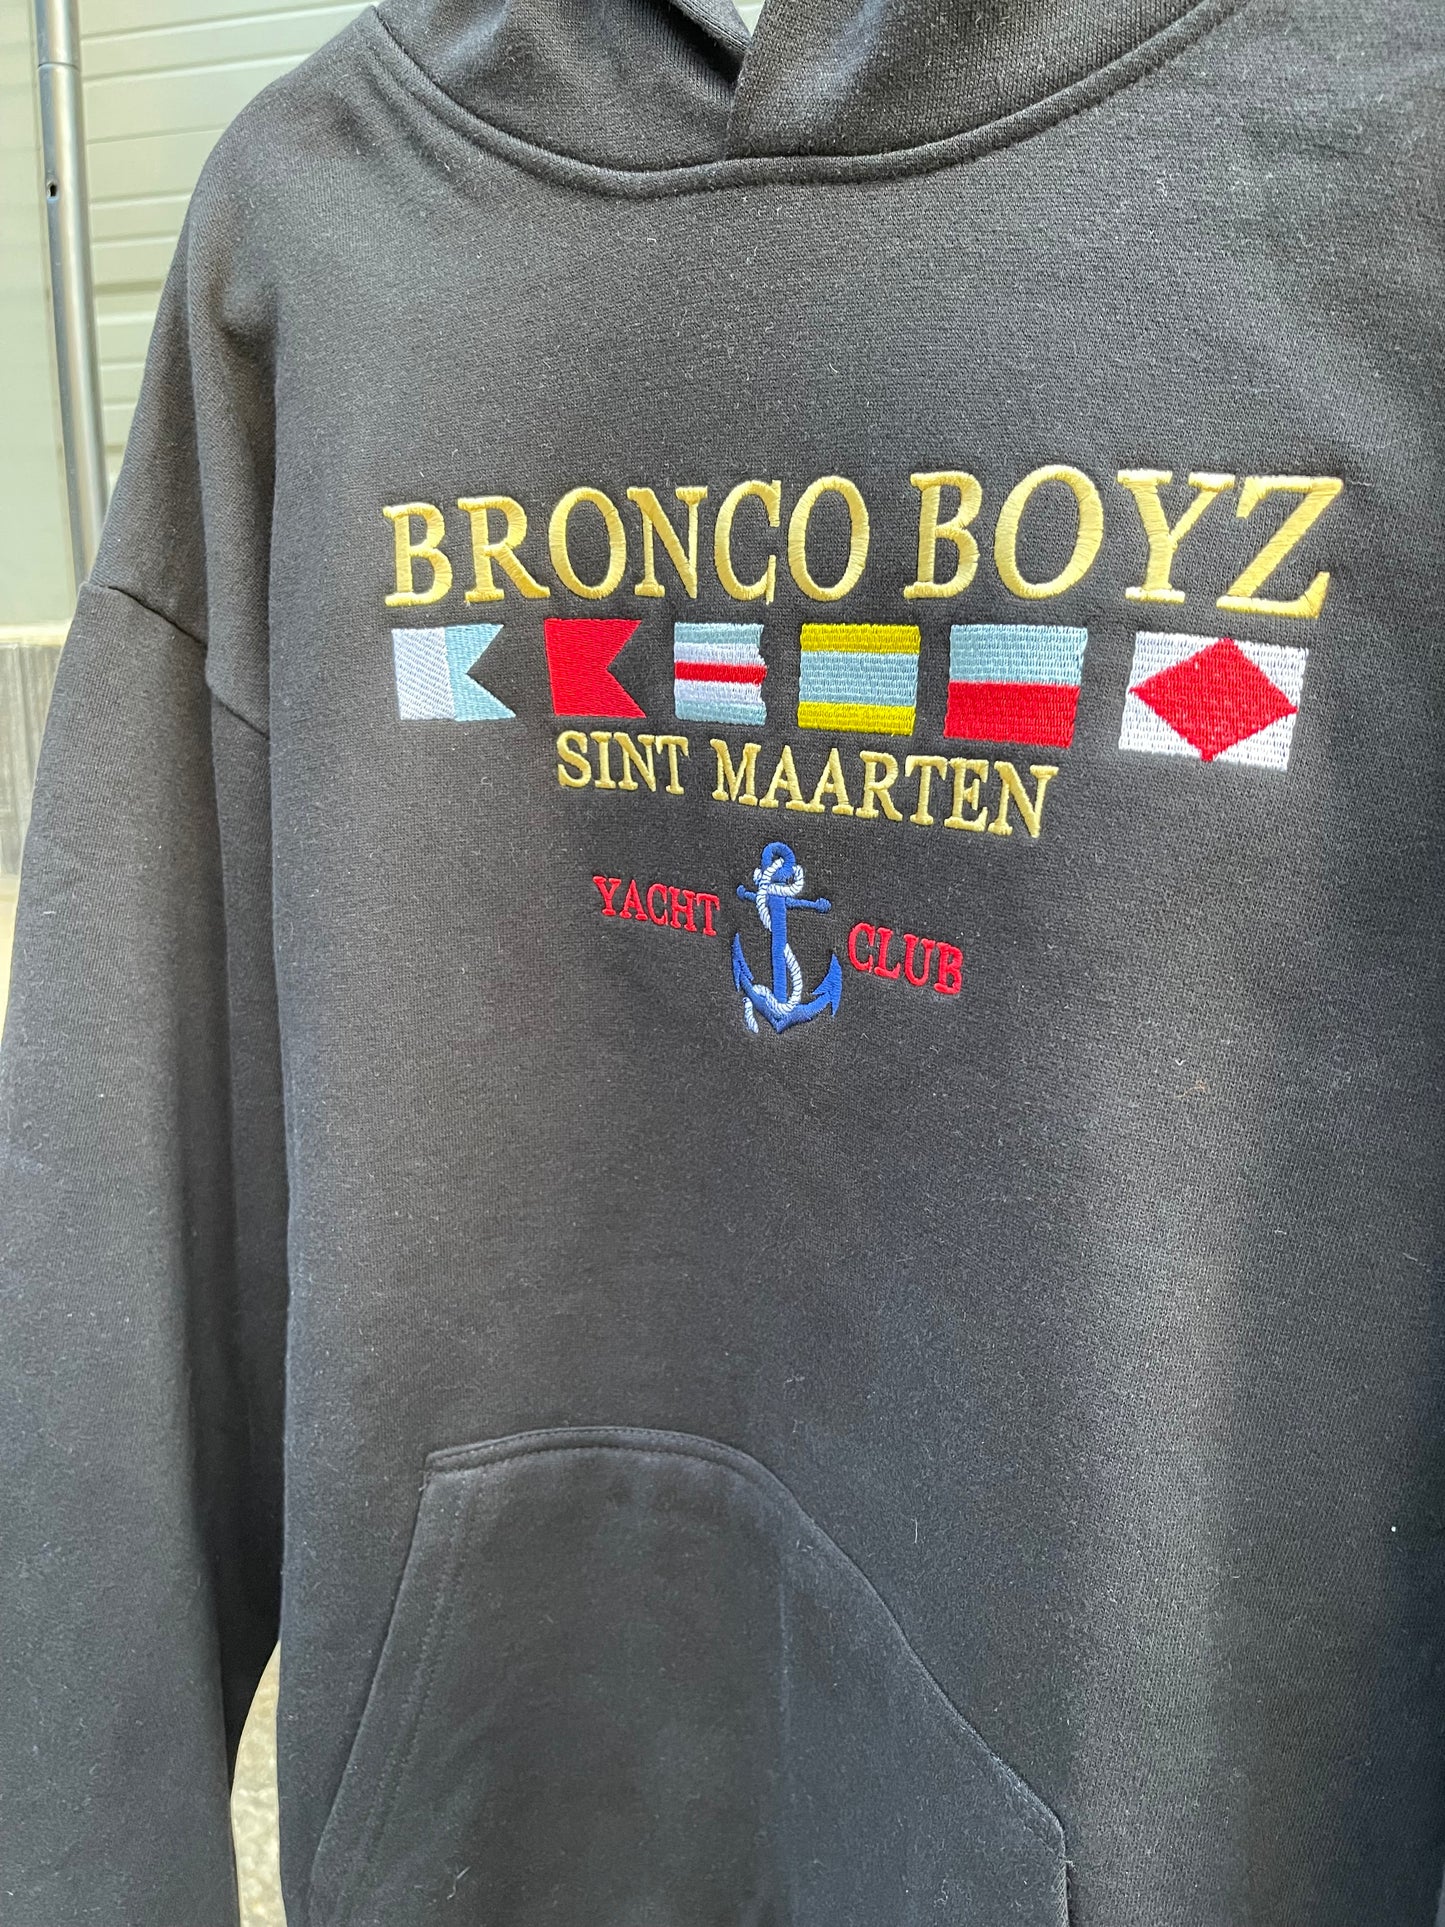 BRONCO BOYZ
SINT MAARTEN
YACHT CLUB